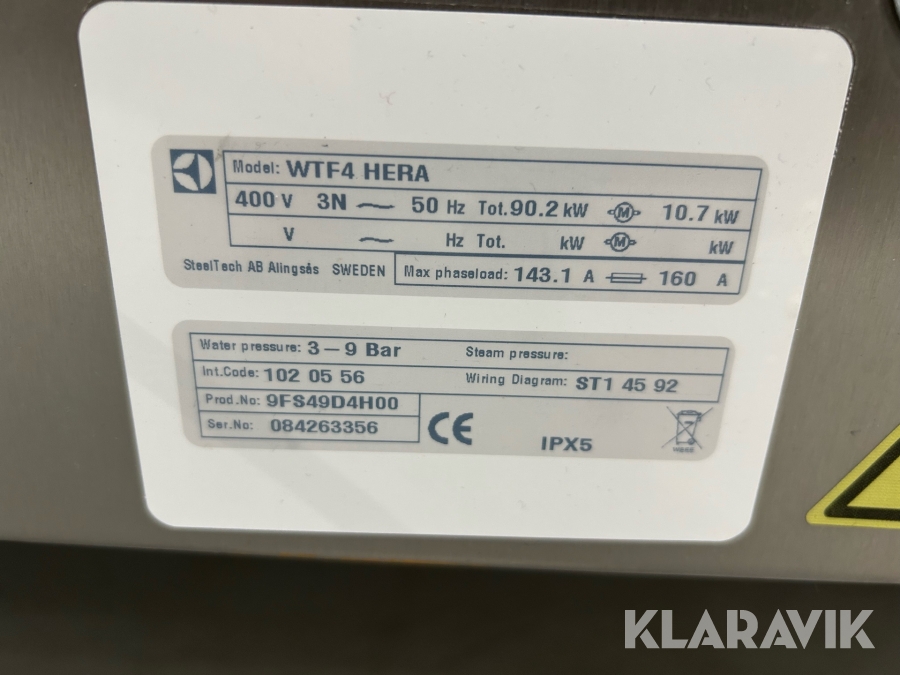 Model: WTF4 HERA
400 V 3N ~ 50 Hz Tot. 90.2 kW M 10.7 kW
V ~ Hz Tot. kW M kW
SteelTech AB Alingsås SWEDEN Max phaseload: 143.1 A 160 A
Water pressure: 3 – 9 Bar Steam pressure:
Int.Code: 102 05 56 Wiring Diagram: ST1 45 92
Prod.No: 9FS49D4H00
Ser.No: 084263356 CE IPX5
KLARAVIK